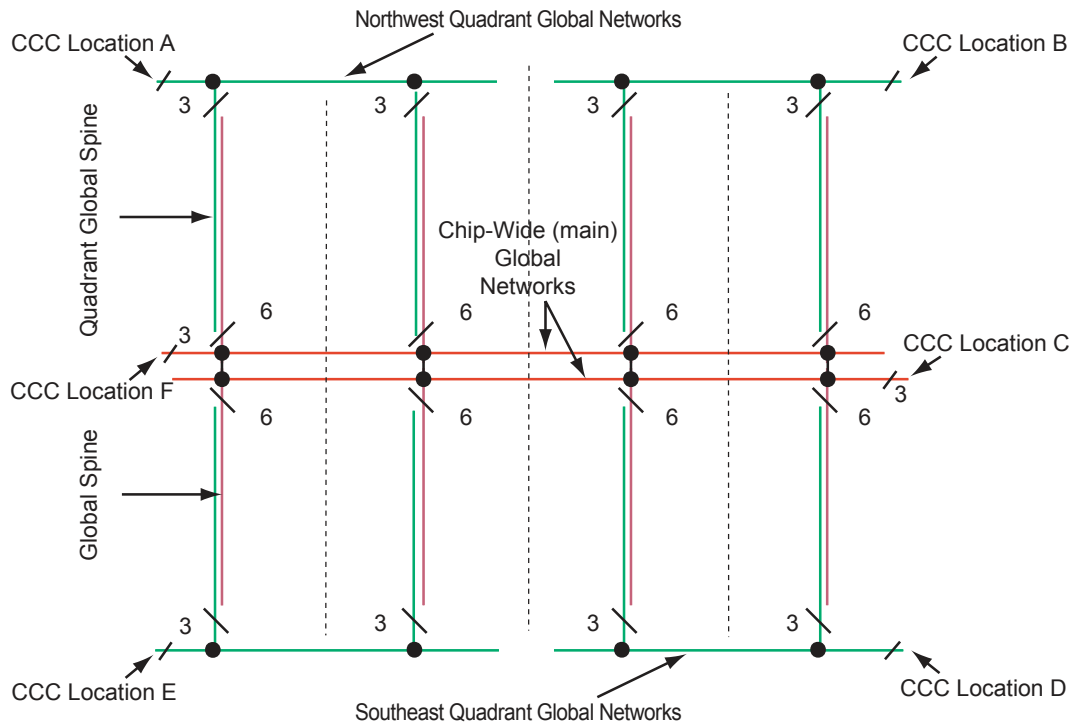 Northwest Quadrant Global Networks
CCC Location A
CCC Location B
3
3
3
3
Quadrant Global Spine
Chip-Wide (main)
Global
Networks
6
6
6
6
3
CCC Location C
CCC Location F
3
6
6
6
6
Global Spine
3
3
3
3
CCC Location E
CCC Location D
Southeast Quadrant Global Networks